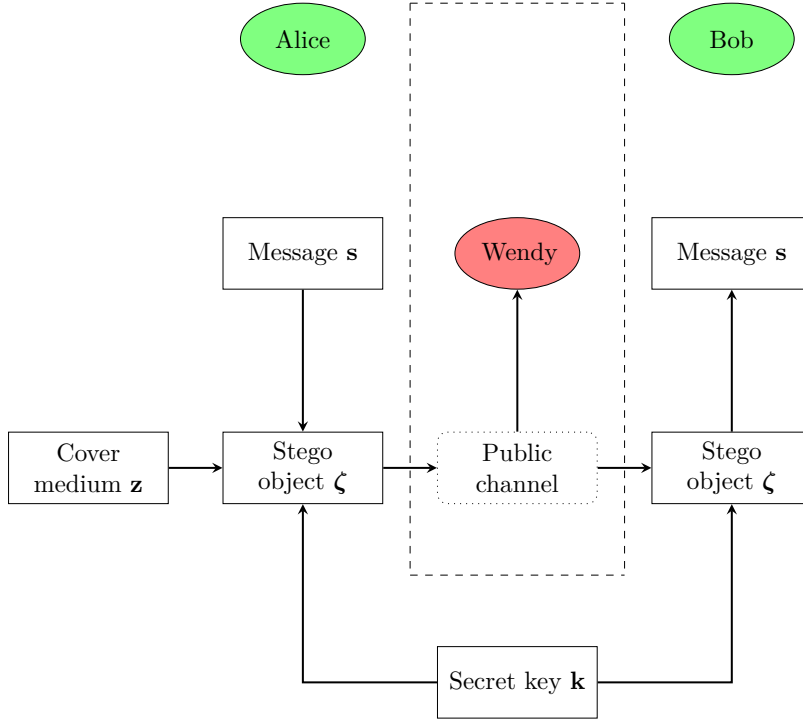 Alice
Bob
Message s
Wendy
Message s
Cover
medium z
Stego
object ζ
Public
channel
Stego
object ζ
Secret key k